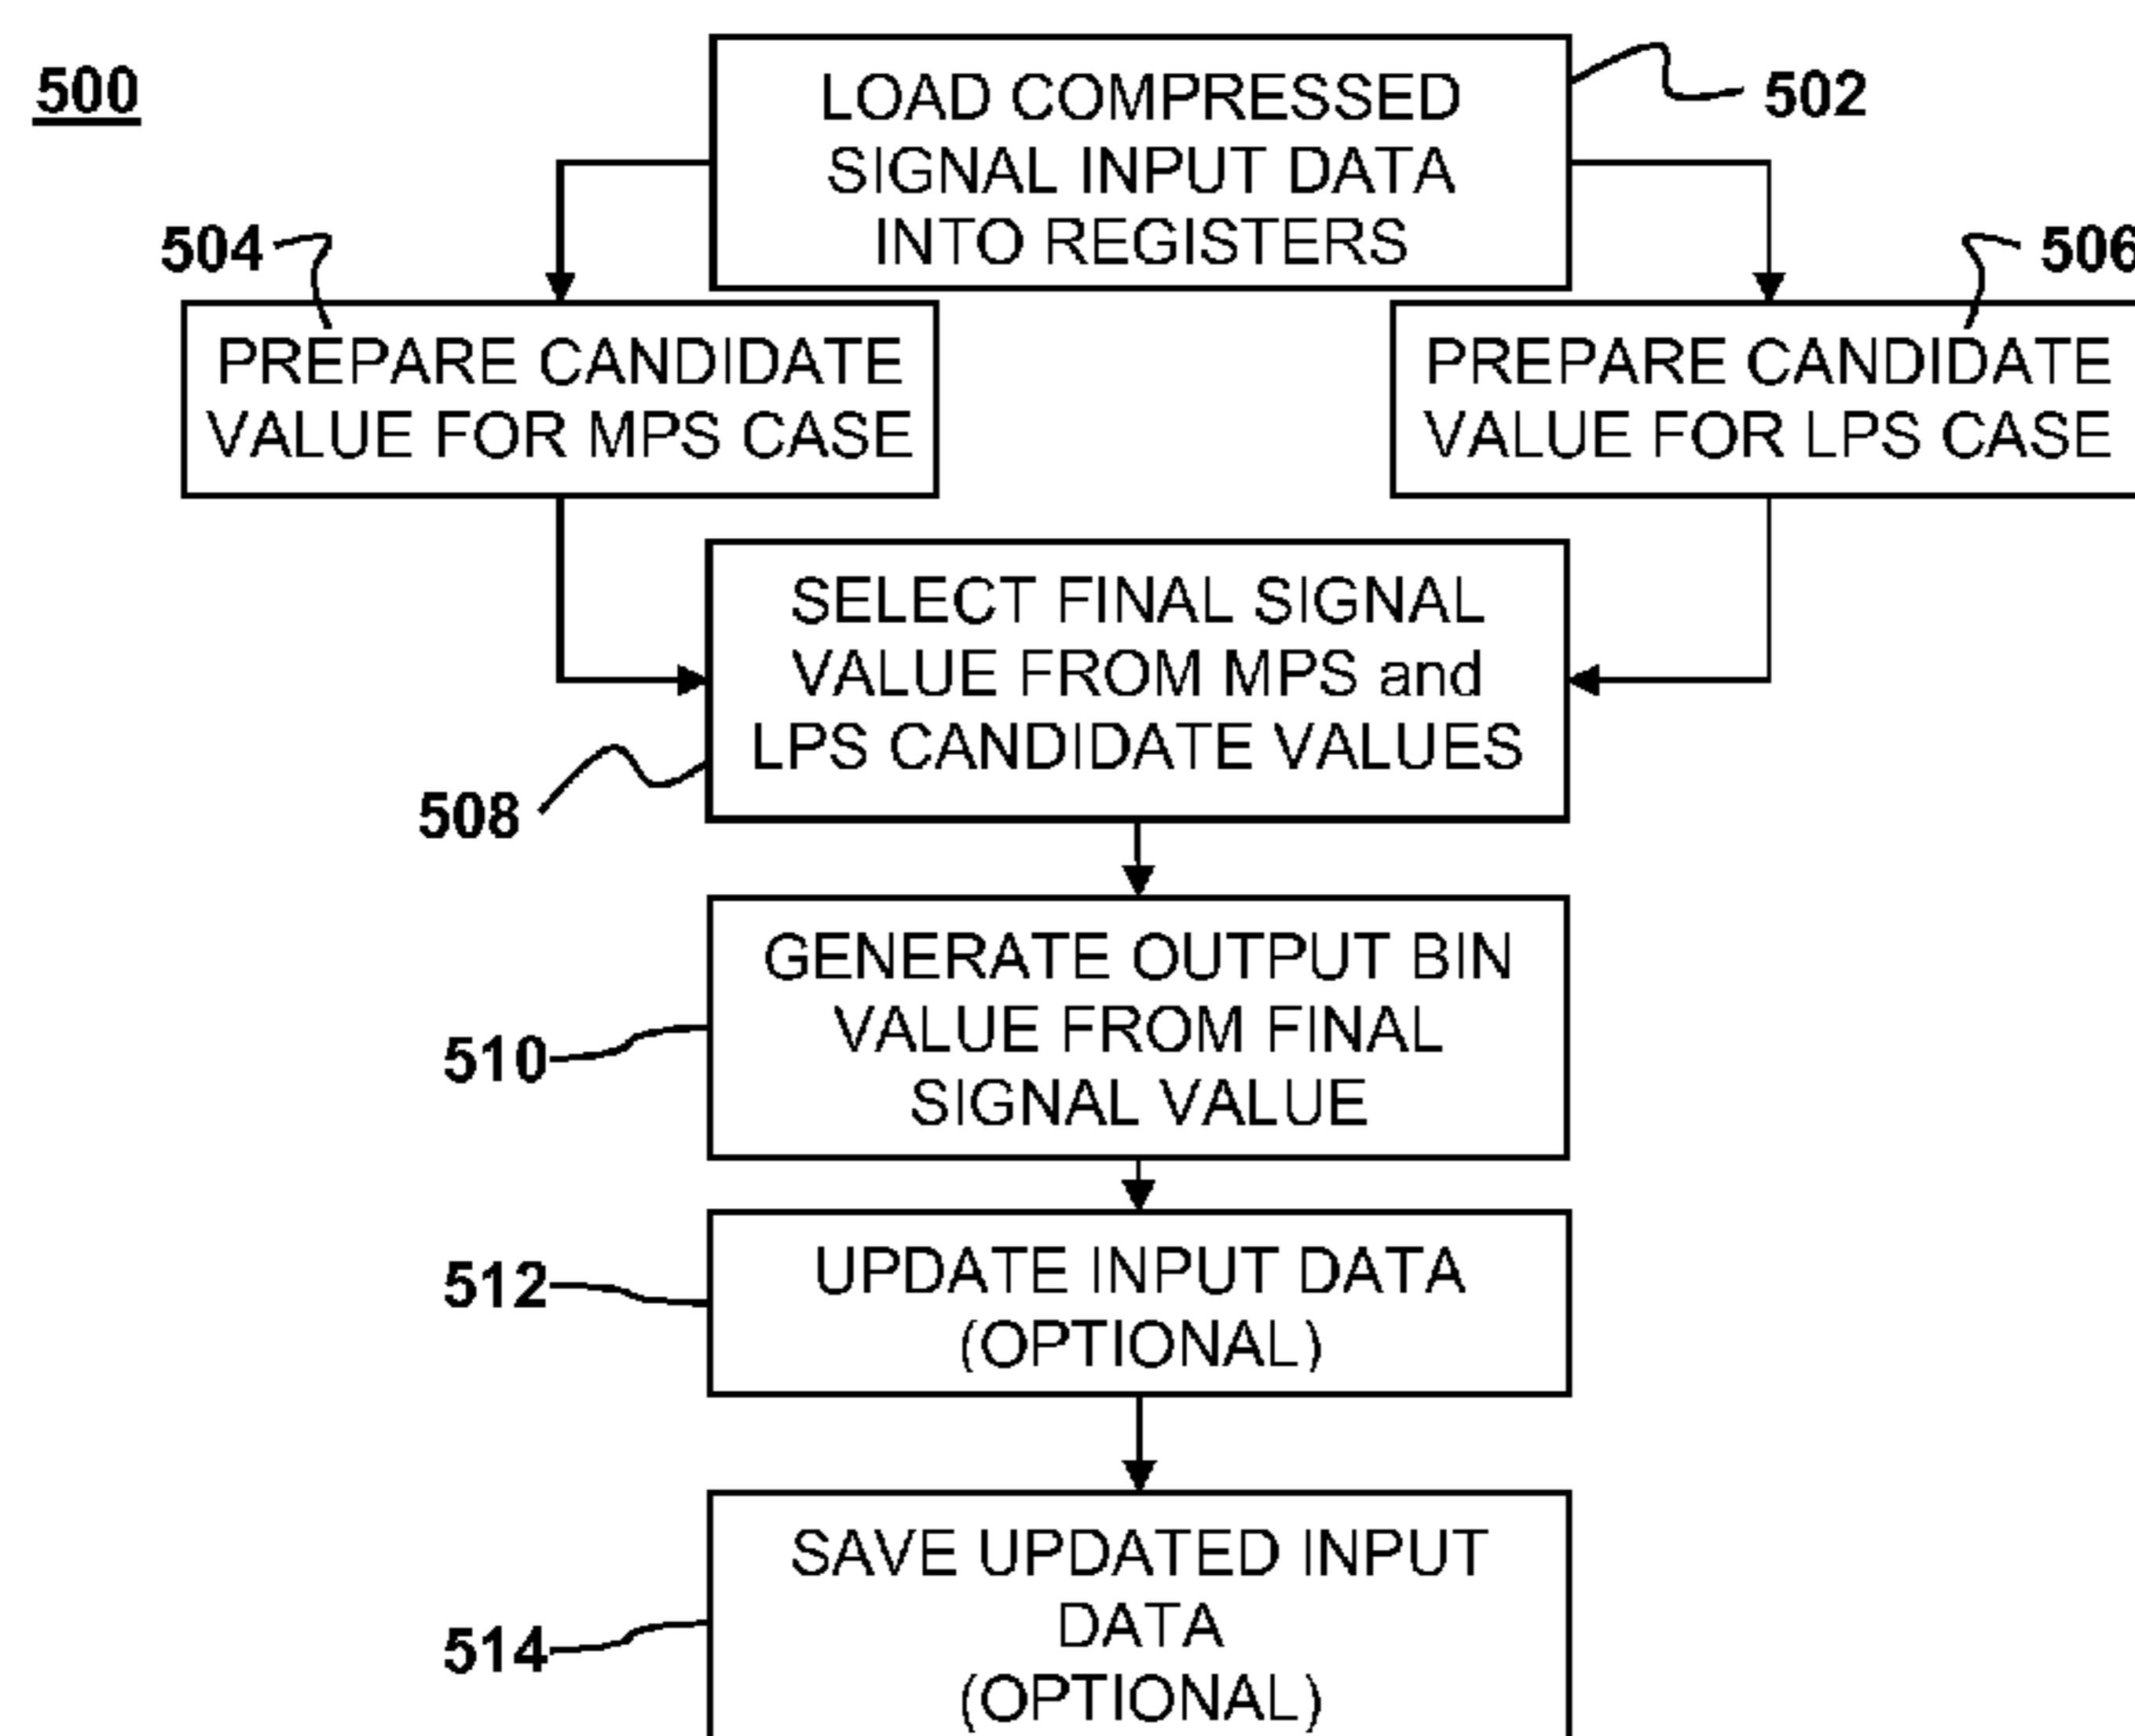 500
LOAD COMPRESSED
SIGNAL INPUT DATA
INTO REGISTERS
502
504
506
PREPARE CANDIDATE
VALUE FOR MPS CASE
PREPARE CANDIDATE
VALUE FOR LPS CASE
SELECT FINAL SIGNAL
VALUE FROM MPS and
LPS CANDIDATE VALUES
508
GENERATE OUTPUT BIN
VALUE FROM FINAL
SIGNAL VALUE
510
UPDATE INPUT DATA
(OPTIONAL)
512
SAVE UPDATED INPUT
DATA
(OPTIONAL)
514